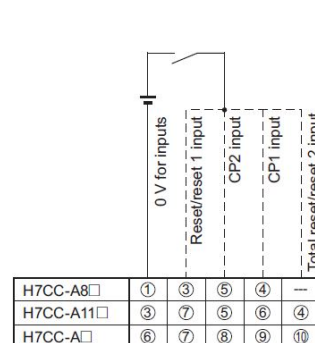 0 V for inputs
Reset/reset 1 input
CP2 input
CP1 input
Total reset/reset 2 input
H7CC-A8□ ① ③ ⑤ ④ ---
H7CC-A11□ ③ ⑦ ⑤ ⑥ ④
H7CC-A□ ⑥ ⑦ ⑧ ⑨ ⑩